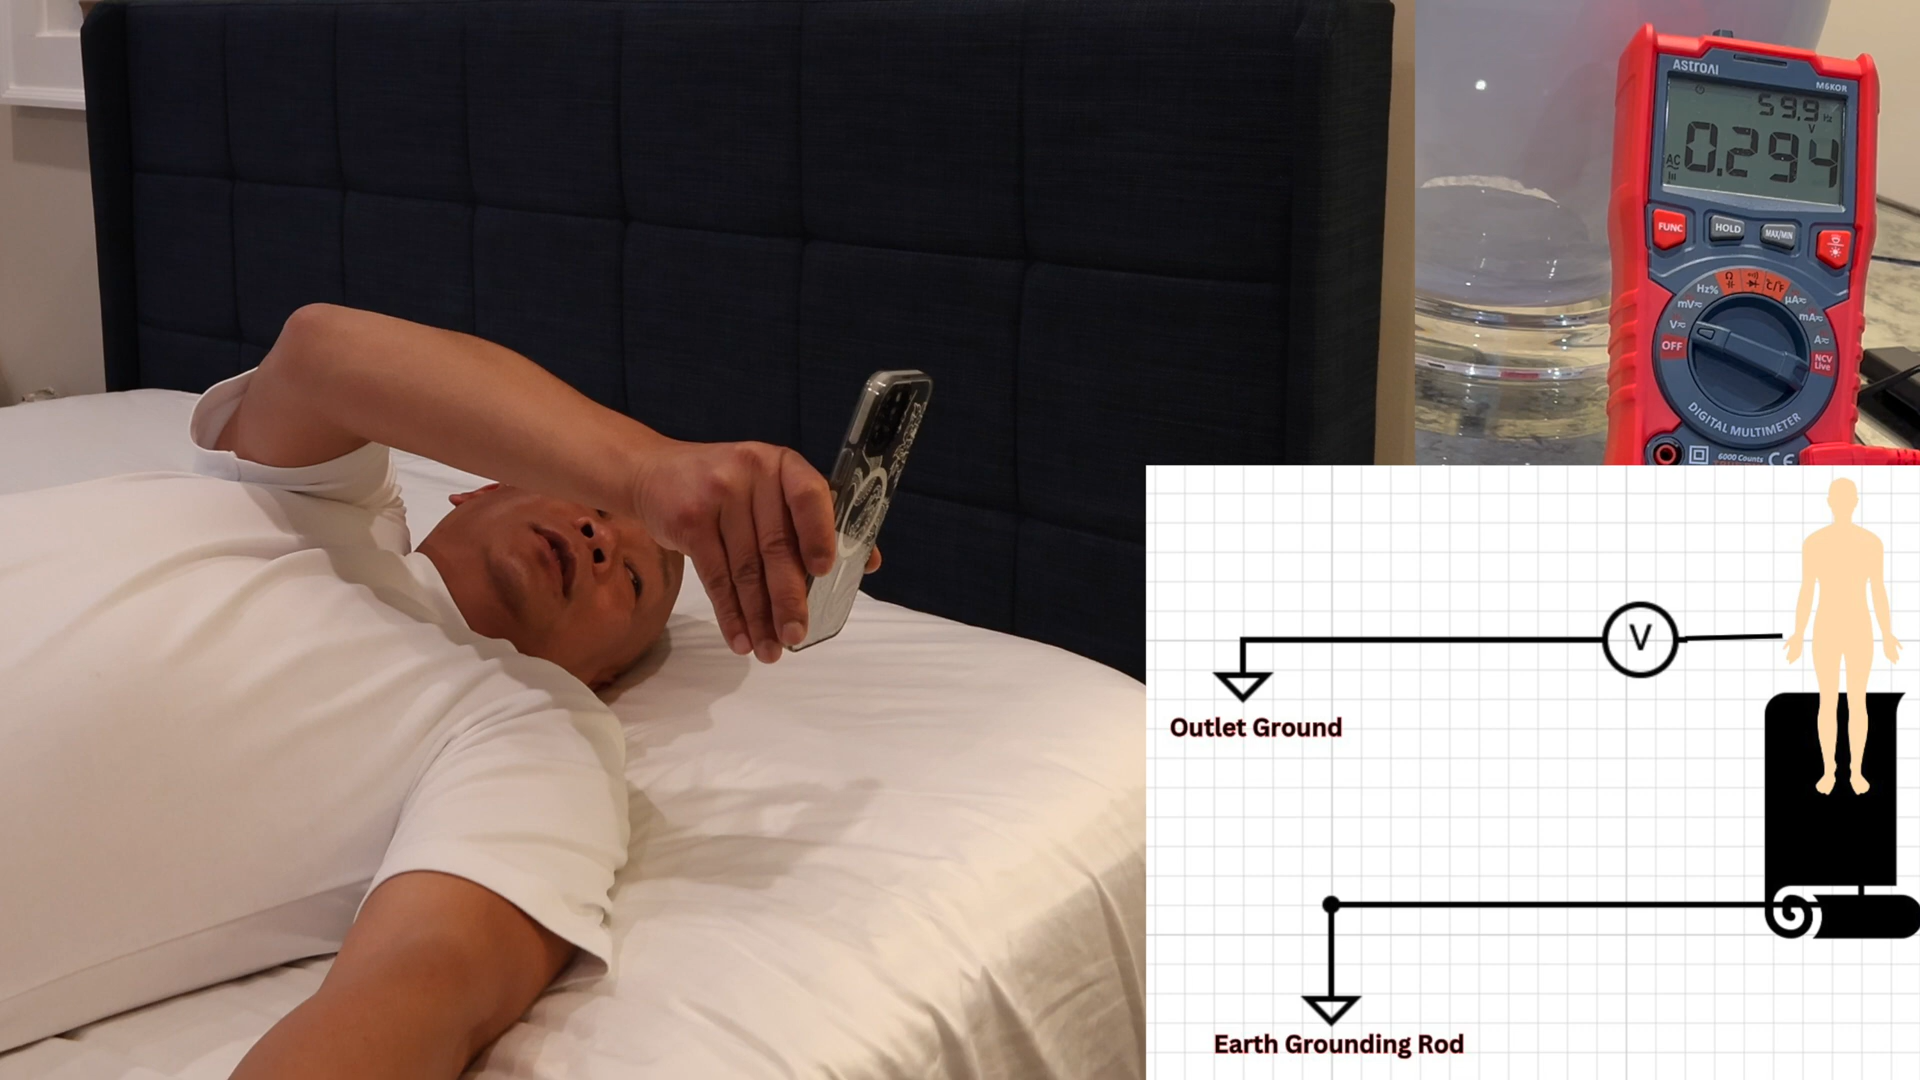 ASTROAI
M6KOR
59.9 Hz
V
AC 0.294
FUNC
HOLD
MAX/MIN
Hz%
mV
V
OFF
Ω
°C/°F
µA
mA
A
NCV
Live
DIGITAL MULTIMETER
6000 Counts
CE
V
Outlet Ground
Earth Grounding Rod